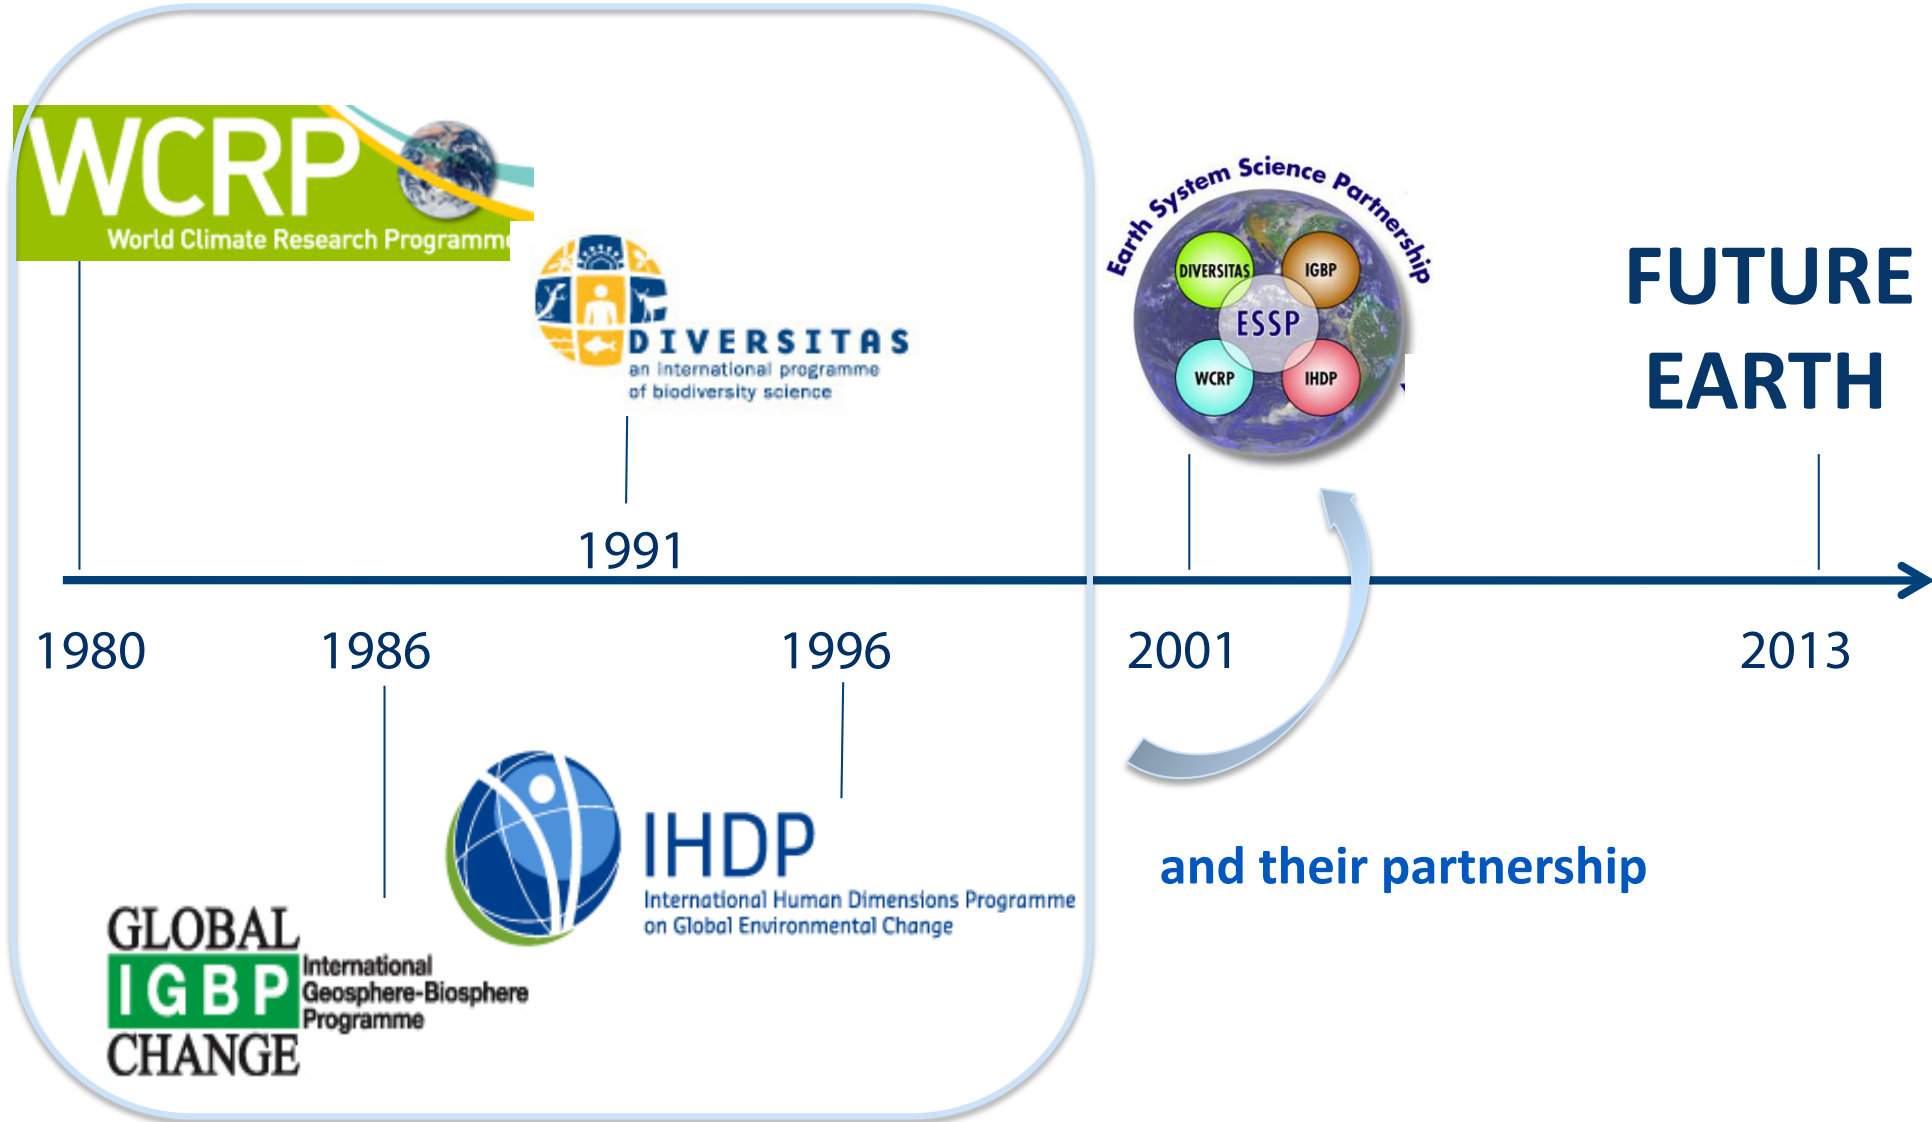 WCRP
World Climate Research Programme
DIVERSITAS
an international programme
of biodiversity science
Earth System Science Partnership
DIVERSITAS
IGBP
ESSP
WCRP
IHDP
FUTURE
EARTH
1991
1980
1986
1996
2001
2013
IHDP
International Human Dimensions Programme
on Global Environmental Change
and their partnership
GLOBAL
IGBP
CHANGE
International
Geosphere-Biosphere
Programme